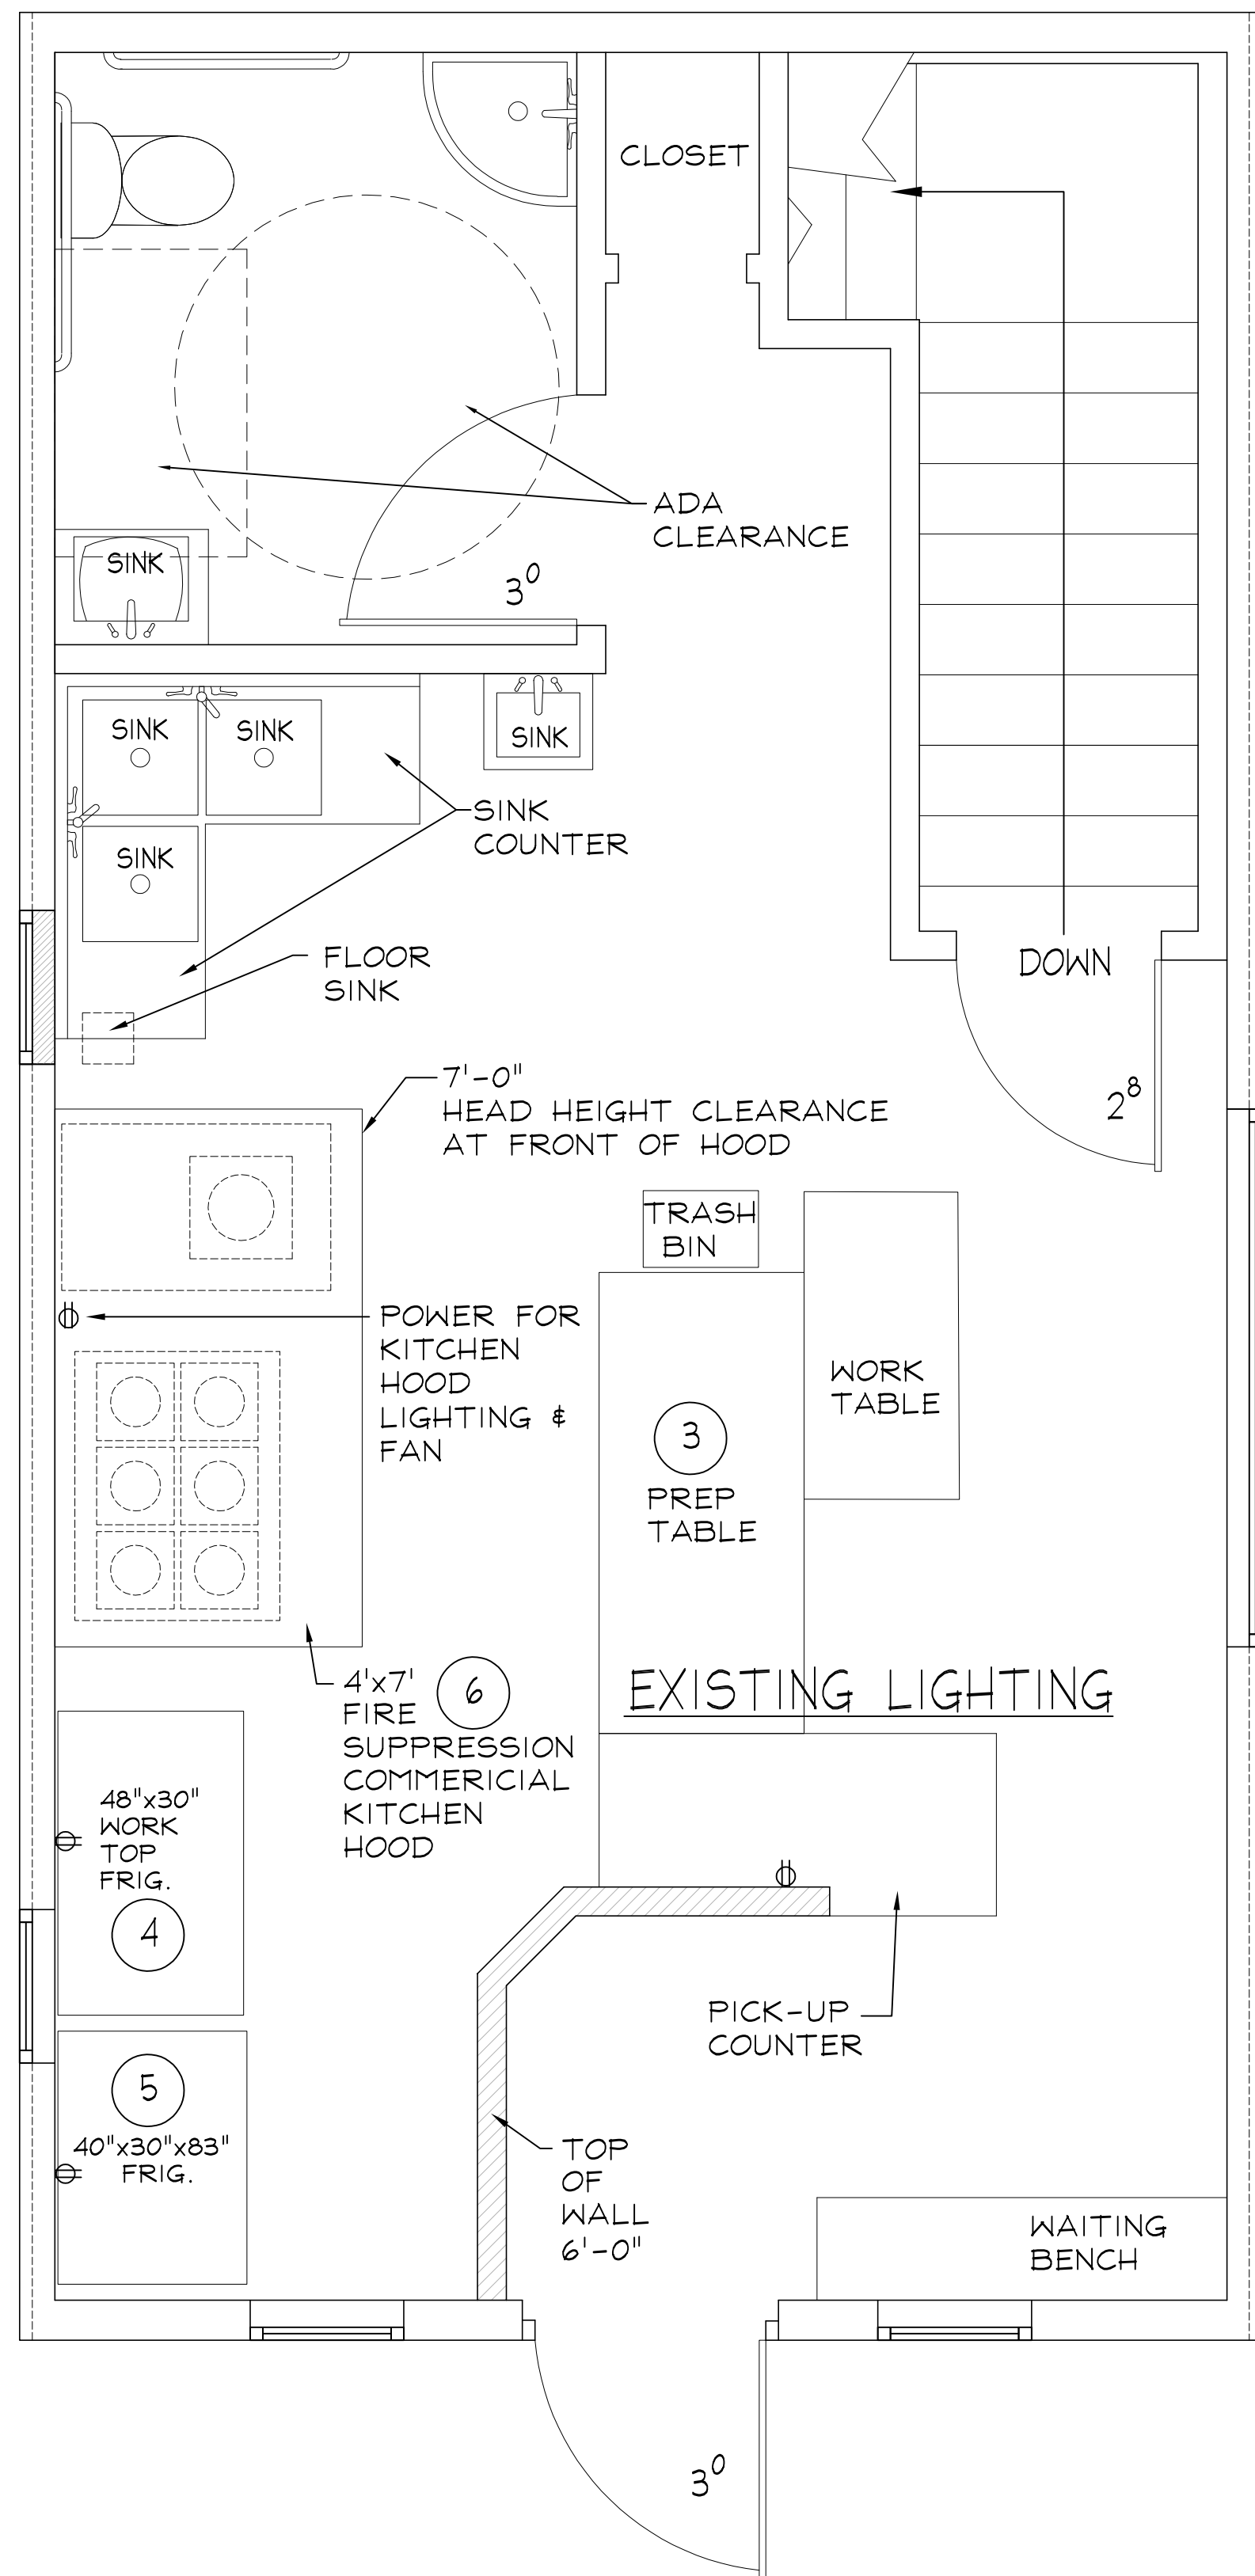 CLOSET
ADA
CLEARANCE
SINK
3⁰
SINK
SINK
SINK
SINK
SINK
COUNTER
FLOOR
SINK
DOWN
7'-0"
HEAD HEIGHT CLEARANCE
AT FRONT OF HOOD
2⁸
TRASH
BIN
POWER FOR
KITCHEN
HOOD
LIGHTING &
FAN
WORK
TABLE
3
PREP
TABLE
EXISTING LIGHTING
4'x7'
FIRE
SUPPRESSION
COMMERICIAL
KITCHEN
HOOD
6
48"x30"
WORK
TOP
FRIG.
4
PICK-UP
COUNTER
5
40"x30"x83"
FRIG.
TOP
OF
WALL
6'-0"
WAITING
BENCH
3⁰